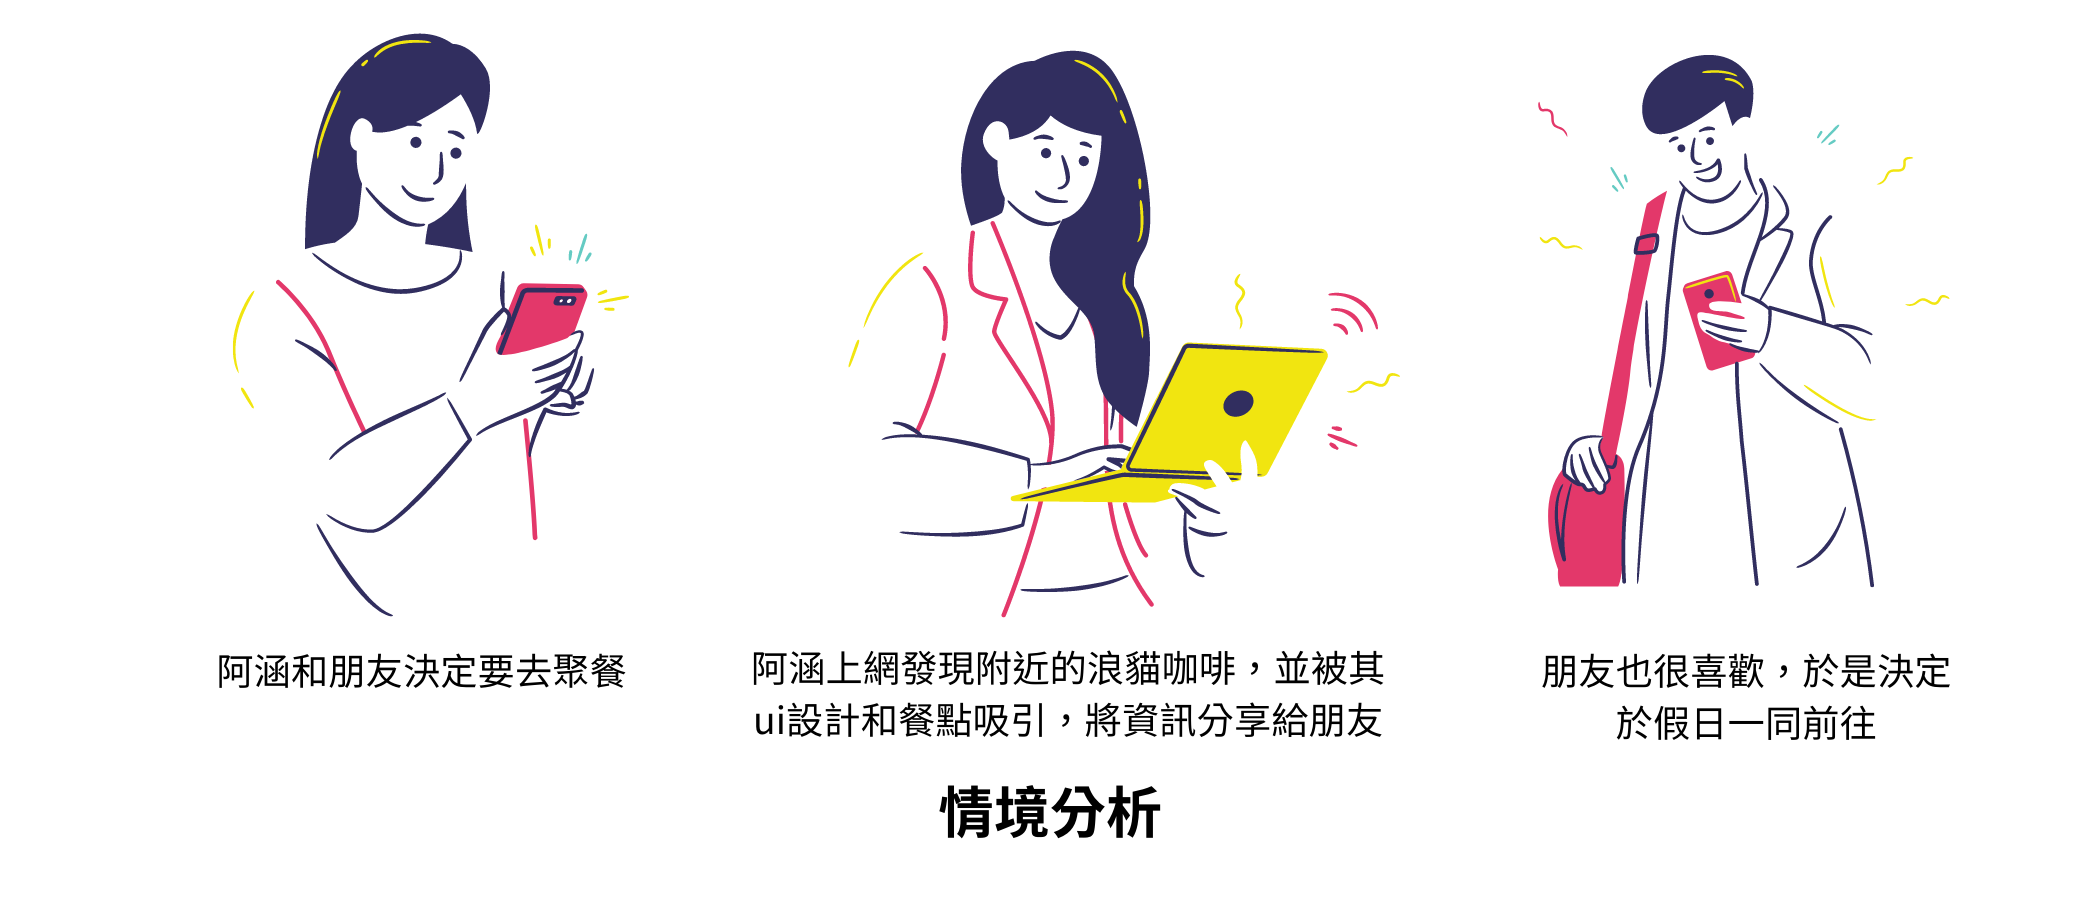 阿涵和朋友決定要去聚餐
阿涵上網發現附近的浪貓咖啡，並被其
ui設計和餐點吸引，將資訊分享給朋友
朋友也很喜歡，於是決定
於假日一同前往
情境分析